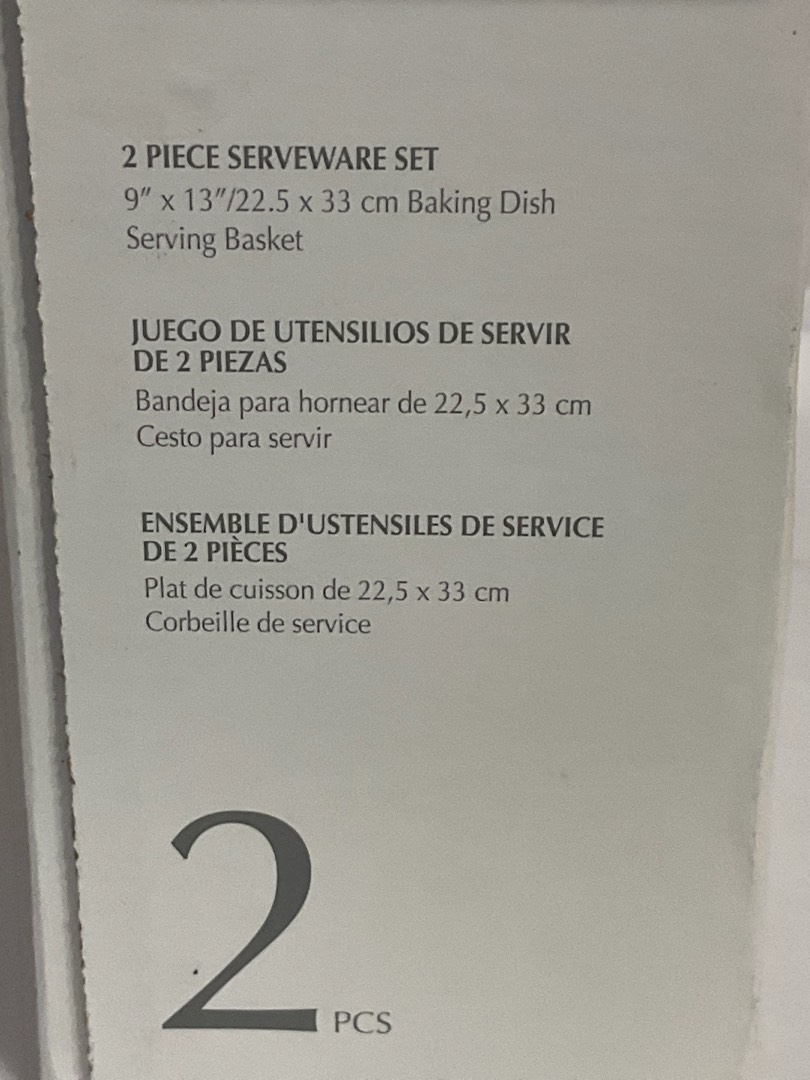 2 PIECE SERVEWARE SET
9" x 13"/22.5 x 33 cm Baking Dish
Serving Basket
JUEGO DE UTENSILIOS DE SERVIR
DE 2 PIEZAS
Bandeja para hornear de 22,5 x 33 cm
Cesto para servir
ENSEMBLE D'USTENSILES DE SERVICE
DE 2 PIÈCES
Plat de cuisson de 22,5 x 33 cm
Corbeille de service
2 PCS